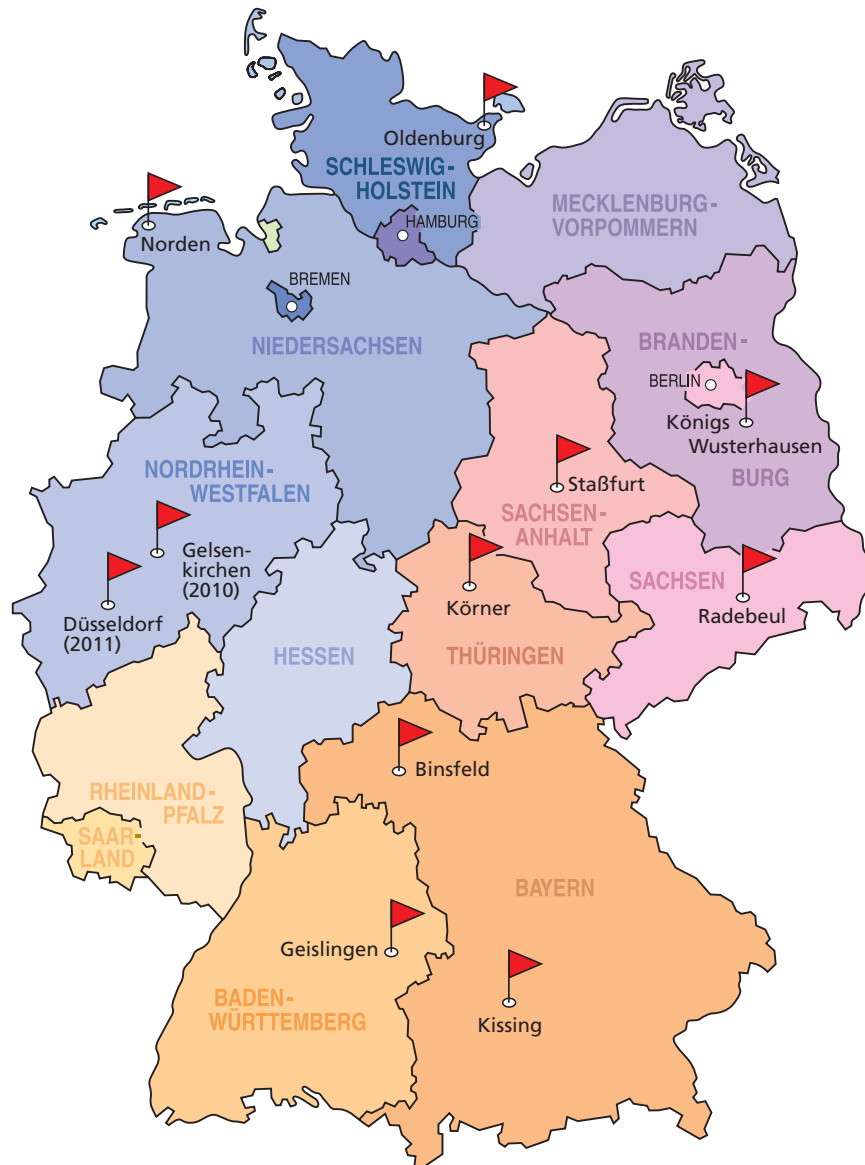 Oldenburg
SCHLESWIG-
HOLSTEIN
HAMBURG
MECKLENBURG-
VORPOMMERN
Norden
BREMEN
NIEDERSACHSEN
BRANDEN-
BERLIN
Königs
Wusterhausen
BURG
NORDRHEIN-
WESTFALEN
Staßfurt
SACHSEN-
ANHALT
Gelsen-
kirchen
(2010)
Düsseldorf
(2011)
Körner
SACHSEN
Radebeul
HESSEN
THÜRINGEN
Binsfeld
RHEINLAND-
PFALZ
SAAR-
LAND
BAYERN
Geislingen
BADEN-
WÜRTTEMBERG
Kissing